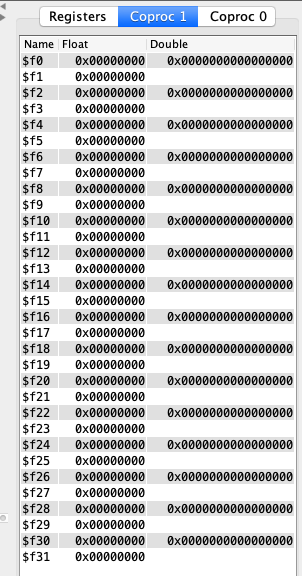 Registers Coproc 1 Coproc 0
Name Float Double
$f0 0x00000000 0x0000000000000000
$f1 0x00000000
$f2 0x00000000 0x0000000000000000
$f3 0x00000000
$f4 0x00000000 0x0000000000000000
$f5 0x00000000
$f6 0x00000000 0x0000000000000000
$f7 0x00000000
$f8 0x00000000 0x0000000000000000
$f9 0x00000000
$f10 0x00000000 0x0000000000000000
$f11 0x00000000
$f12 0x00000000 0x0000000000000000
$f13 0x00000000
$f14 0x00000000 0x0000000000000000
$f15 0x00000000
$f16 0x00000000 0x0000000000000000
$f17 0x00000000
$f18 0x00000000 0x0000000000000000
$f19 0x00000000
$f20 0x00000000 0x0000000000000000
$f21 0x00000000
$f22 0x00000000 0x0000000000000000
$f23 0x00000000
$f24 0x00000000 0x0000000000000000
$f25 0x00000000
$f26 0x00000000 0x0000000000000000
$f27 0x00000000
$f28 0x00000000 0x0000000000000000
$f29 0x00000000
$f30 0x00000000 0x0000000000000000
$f31 0x00000000